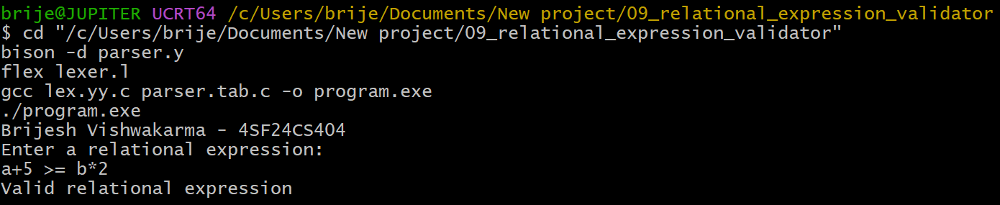 brije@JUPITER UCRT64 /c/Users/brije/Documents/New project/09_relational_expression_validator
$ cd "/c/Users/brije/Documents/New project/09_relational_expression_validator"
bison -d parser.y
flex lexer.l
gcc lex.yy.c parser.tab.c -o program.exe
./program.exe
Brijesh Vishwakarma - 4SF24CS404
Enter a relational expression:
a+5 >= b*2
Valid relational expression